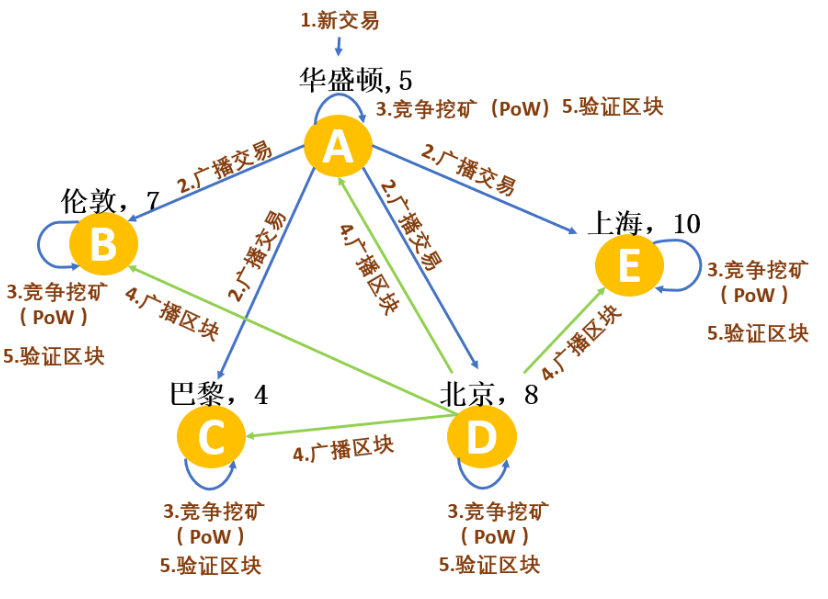 1.新交易
华盛顿,5
3.竞争挖矿（PoW）
5.验证区块
A
2.广播交易
2.广播交易
2.广播交易
2.广播交易
4.广播区块
伦敦，7
B
3.竞争挖矿
（PoW）
5.验证区块
4.广播区块
上海，10
E
3.竞争挖矿
（PoW）
5.验证区块
4.广播区块
巴黎，4
C
3.竞争挖矿
（PoW）
5.验证区块
4.广播区块
北京，8
D
3.竞争挖矿
（PoW）
5.验证区块